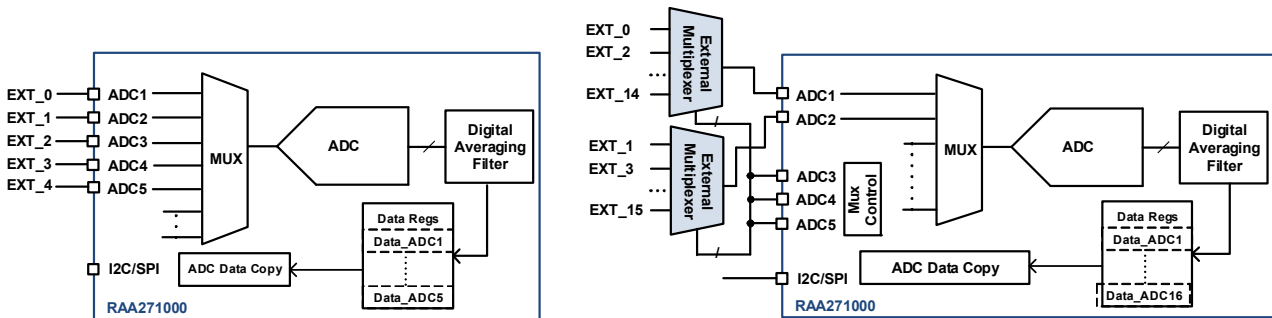 EXT_0
EXT_1
EXT_2
EXT_3
EXT_4
ADC1
ADC2
ADC3
ADC4
ADC5
MUX
ADC
Digital
Averaging
Filter
Data Regs
Data_ADC1
Data_ADC5
ADC Data Copy
I2C/SPI
RAA271000
EXT_0
EXT_2
EXT_14
External
Multiplexer
EXT_1
EXT_3
EXT_15
External
Multiplexer
ADC1
ADC2
ADC3
ADC4
ADC5
Mux
Control
MUX
ADC
Digital
Averaging
Filter
Data Regs
Data_ADC1
Data_ADC16
ADC Data Copy
I2C/SPI
RAA271000